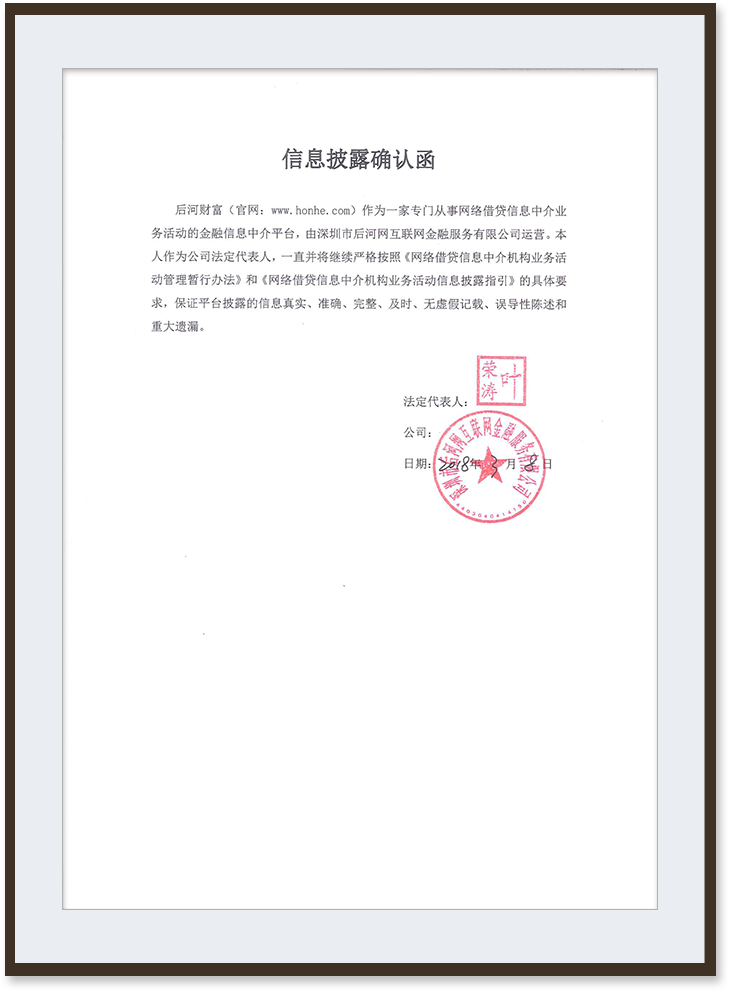 信息披露确认函
后河财富（官网：www.honhe.com）作为一家专门从事网络借贷信息中介业
务活动的金融信息中介平台，由深圳市后河网互联网金融服务有限公司运营。本
人作为公司法定代表人，一直并将继续严格按照《网络借贷信息中介机构业务活
动管理暂行办法》和《网络借贷信息中介机构业务活动信息披露指引》的具体要
求，保证平台披露的信息真实、准确、完整、及时、无虚假记载、误导性陈述和
重大遗漏。
法定代表人：
叶荣涛
公司：
深圳市后河网互联网金融服务有限公司
日期：2018年3月8日